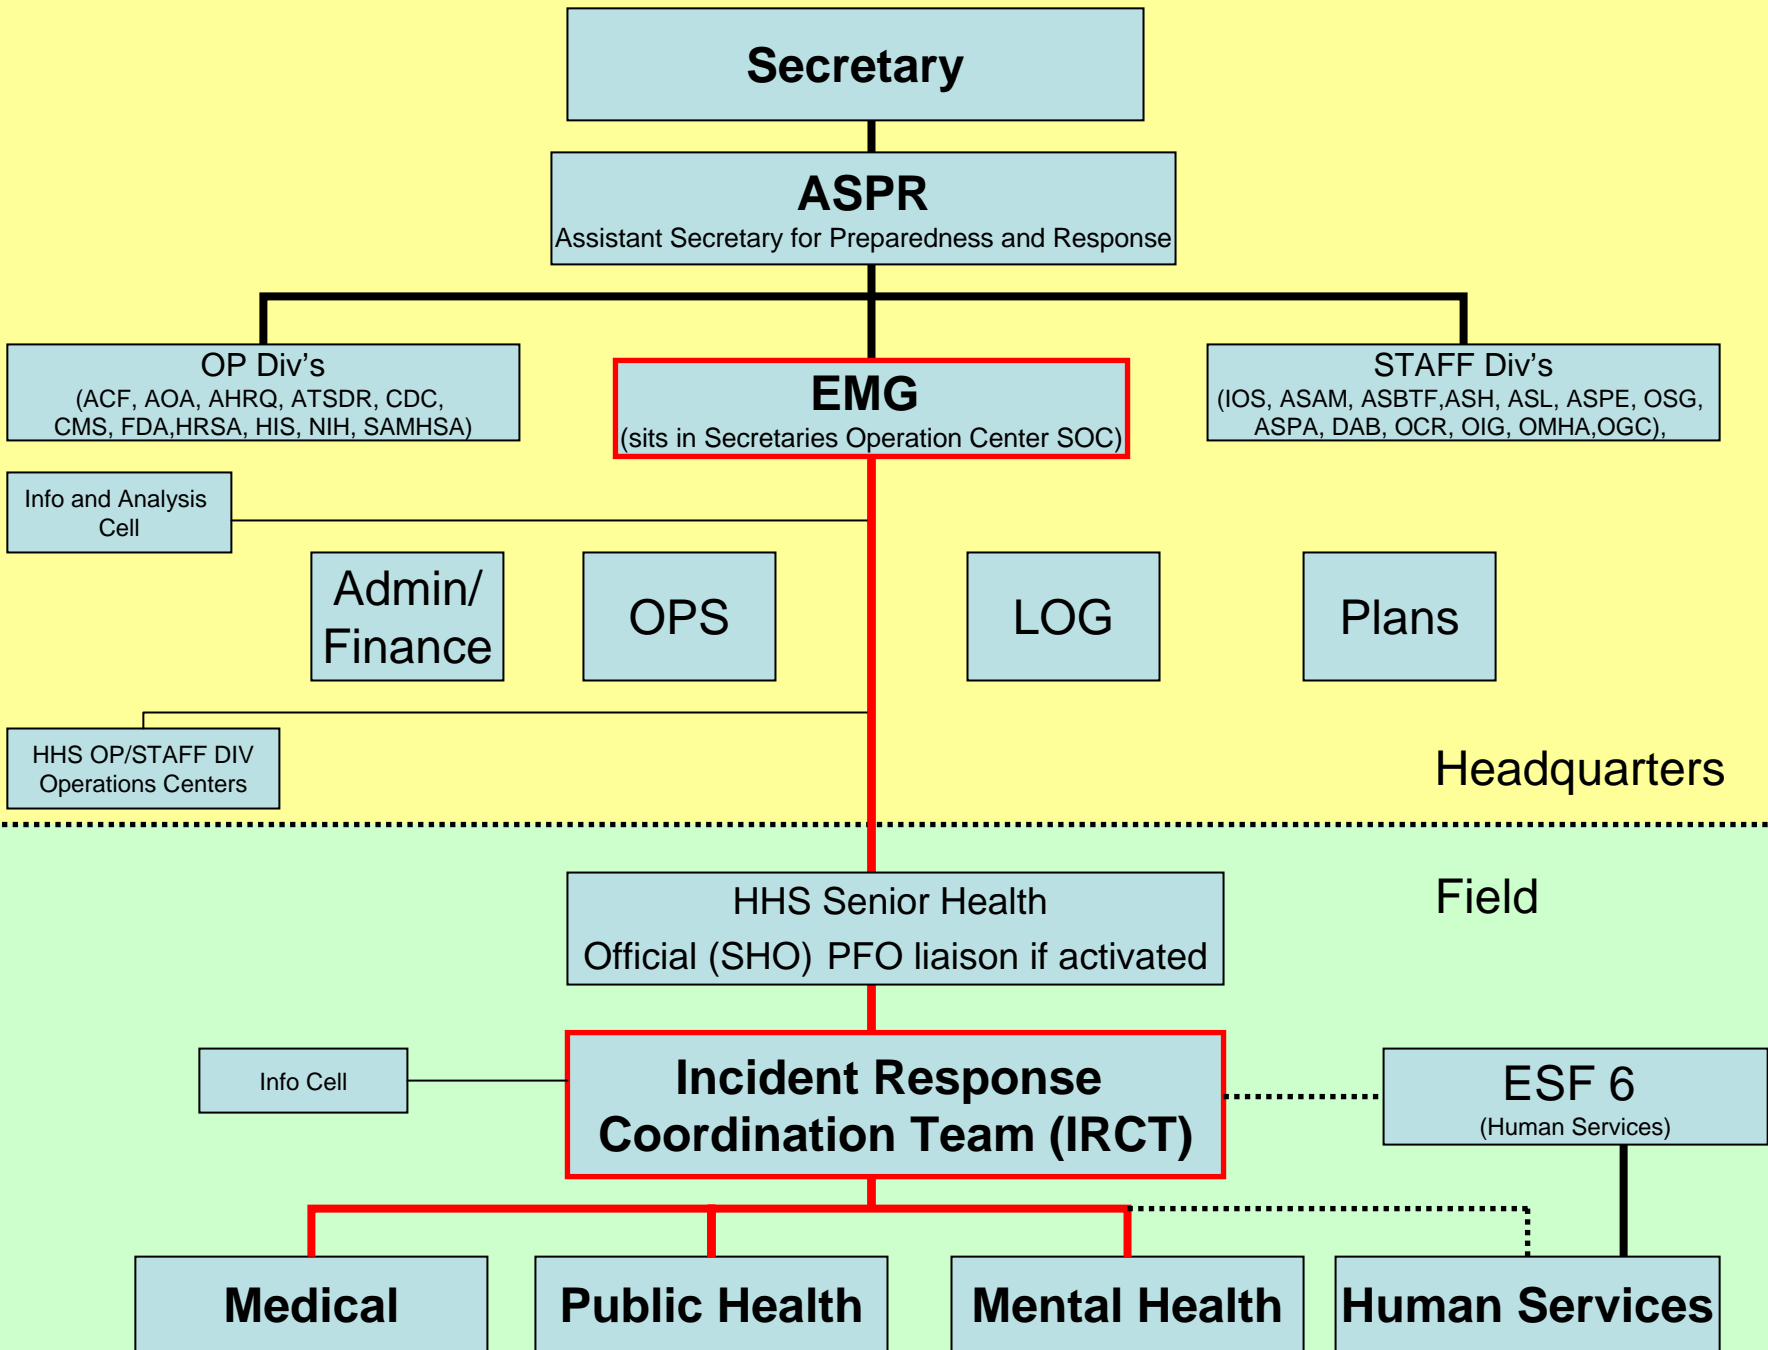 Secretary
ASPR
Assistant Secretary for Preparedness and Response
OP Div's
(ACF, AOA, AHRQ, ATSDR, CDC,
CMS, FDA,HRSA, HIS, NIH, SAMHSA)
EMG
(sits in Secretaries Operation Center SOC)
STAFF Div's
(IOS, ASAM, ASBTF,ASH, ASL, ASPE, OSG,
ASPA, DAB, OCR, OIG, OMHA,OGC),
Info and Analysis
Cell
Admin/
Finance
OPS
LOG
Plans
HHS OP/STAFF DIV
Operations Centers
Headquarters
Field
HHS Senior Health
Official (SHO) PFO liaison if activated
Info Cell
Incident Response
Coordination Team (IRCT)
ESF 6
(Human Services)
Medical
Public Health
Mental Health
Human Services